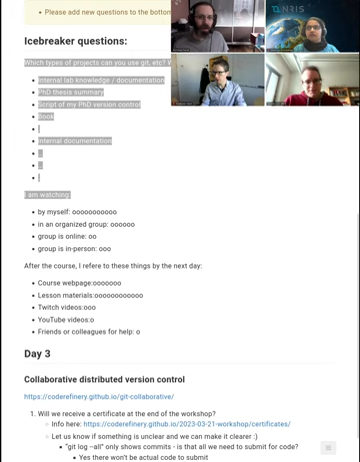 • Please add new questions to the bottom
Icebreaker questions:
Which types of projects can you use git, etc? W
• Internal lab knowledge / documentation
• PhD thesis summary
• Script of my PhD version control
• Book
•
• Internal documentation
• ..
• ..
•
I am watching:
• by myself: ooooooooooo
• in an organized group: oooooo
• group is online: oo
• group is in-person: ooo
After the course, I refere to these things by the next day:
• Course webpage:ooooooo
• Lesson materials:oooooooooooo
• Twitch videos:ooo
• YouTube videos:o
• Friends or colleagues for help: o
Day 3
Collaborative distributed version control
https://coderefinery.github.io/git-collaborative/
1. Will we receive a certificate at the end of the workshop?
○ Info here: https://coderefinery.github.io/2023-03-21-workshop/certificates/
○ Let us know if something is unclear and we can make it clearer :)
▪ "git log --all" only shows commits - is that all we need to submit for code?
▪ Yes there won't be actual code to submit
NRIS